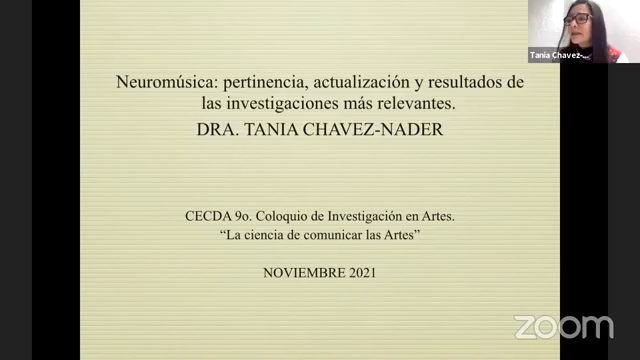 Tania Chavez-...
Neuromúsica: pertinencia, actualización y resultados de
las investigaciones más relevantes.
DRA. TANIA CHAVEZ-NADER
CECDA 9o. Coloquio de Investigación en Artes.
“La ciencia de comunicar las Artes”
NOVIEMBRE 2021
zoom